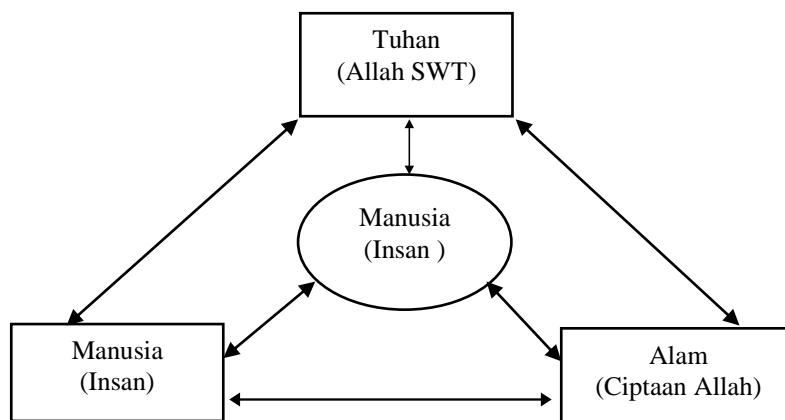 Tuhan
(Allah SWT)
Manusia
(Insan )
Manusia
(Insan)
Alam
(Ciptaan Allah)